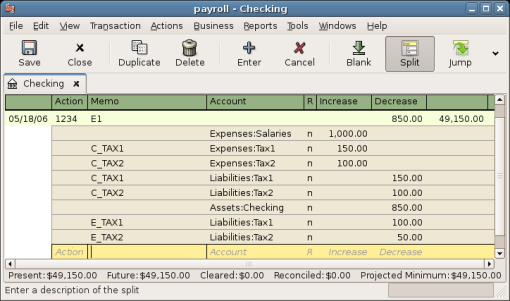 payroll - Checking
File Edit View Transaction Actions Business Reports Tools Windows Help
Save Close Duplicate Delete Enter Cancel Blank Split Jump
Checking
Action Memo Account R Increase Decrease
05/18/06 1234 E1 850.00 49,150.00
Expenses:Salaries n 1,000.00
C_TAX1 Expenses:Tax1 n 150.00
C_TAX2 Expenses:Tax2 n 100.00
C_TAX1 Liabilities:Tax1 n 150.00
C_TAX2 Liabilities:Tax2 n 100.00
Assets:Checking n 850.00
E_TAX1 Liabilities:Tax1 n 100.00
E_TAX2 Liabilities:Tax2 n 50.00
Action Account R Increase Decrease
Present:$49,150.00 Future:$49,150.00 Cleared:$0.00 Reconciled:$0.00 Projected Minimum:$49,150.00
Enter a description of the split